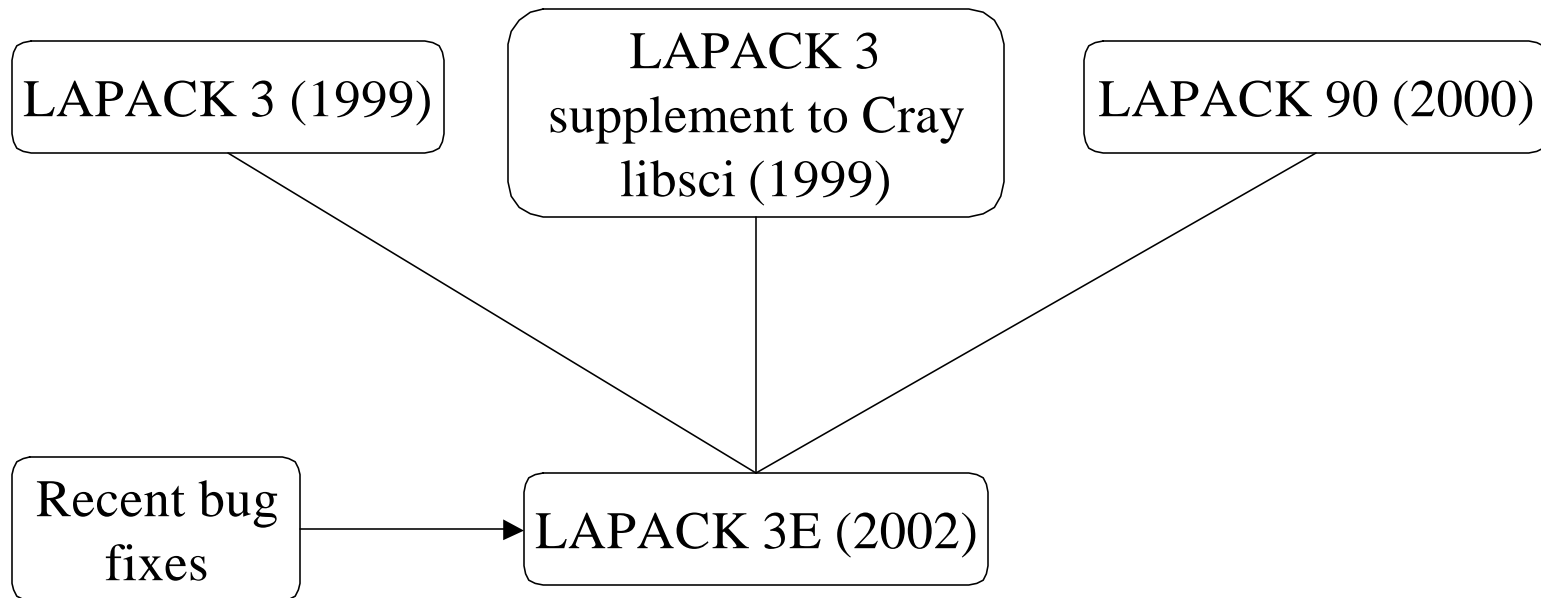 LAPACK 3 (1999)
LAPACK 3
supplement to Cray
libsci (1999)
LAPACK 90 (2000)
Recent bug
fixes
LAPACK 3E (2002)